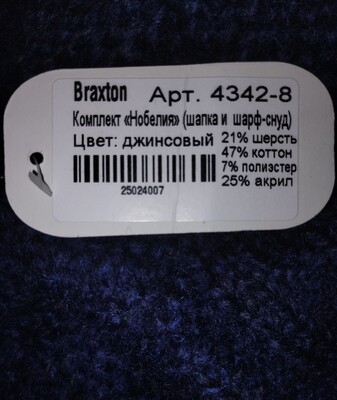 Braxton Арт. 4342-8
Комплект «Нобелия» (шапка и шарф-снуд)
Цвет: джинсовый 21% шерсть
47% коттон
7% полиэстер
25% акрил
25024007